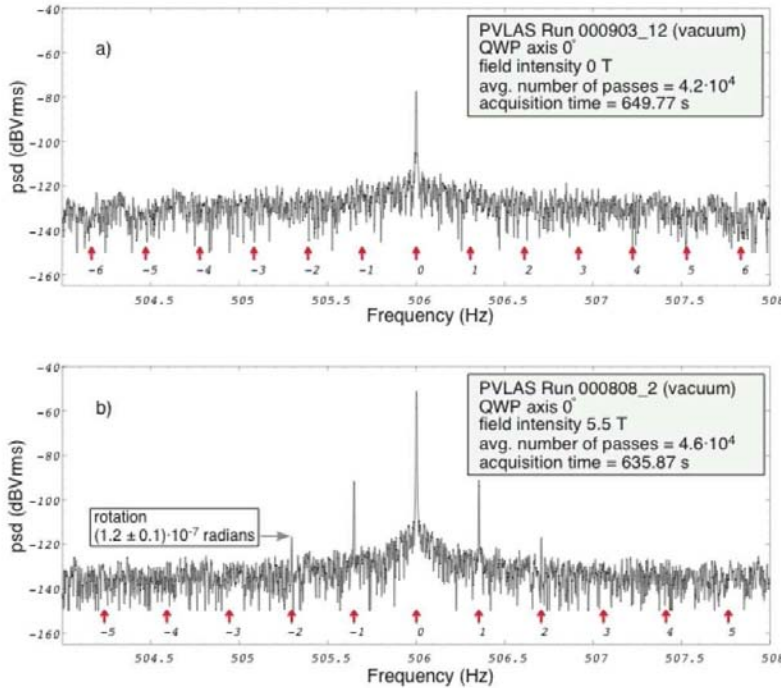 -40
-60
-80
-100
-120
-140
-160
psd (dBVrms)
a)
PVLAS Run 000903_12 (vacuum)
QWP axis 0°
field intensity 0 T
avg. number of passes = 4.2·10⁴
acquisition time = 649.77 s
-6 -5 -4 -3 -2 -1 0 1 2 3 4 5 6
504.5 505 505.5 506 506.5 507 507.5 508
Frequency (Hz)
-40
-60
-80
-100
-120
-140
-160
psd (dBVrms)
b)
PVLAS Run 000808_2 (vacuum)
QWP axis 0°
field intensity 5.5 T
avg. number of passes = 4.6·10⁴
acquisition time = 635.87 s
rotation
(1.2 ± 0.1)·10⁻⁷ radians
-5 -4 -3 -2 -1 0 1 2 3 4 5
504.5 505 505.5 506 506.5 507 507.5 508
Frequency (Hz)